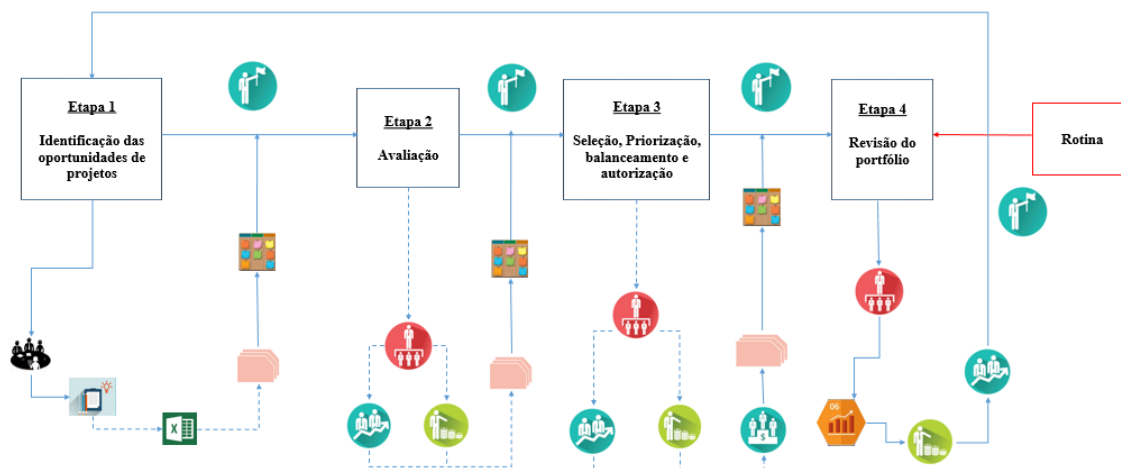 Etapa 1
Identificação das
oportunidades de
projetos
Etapa 2
Avaliação
Etapa 3
Seleção, Priorização,
balanceamento e
autorização
Etapa 4
Revisão do
portfólio
Rotina
X
06
$